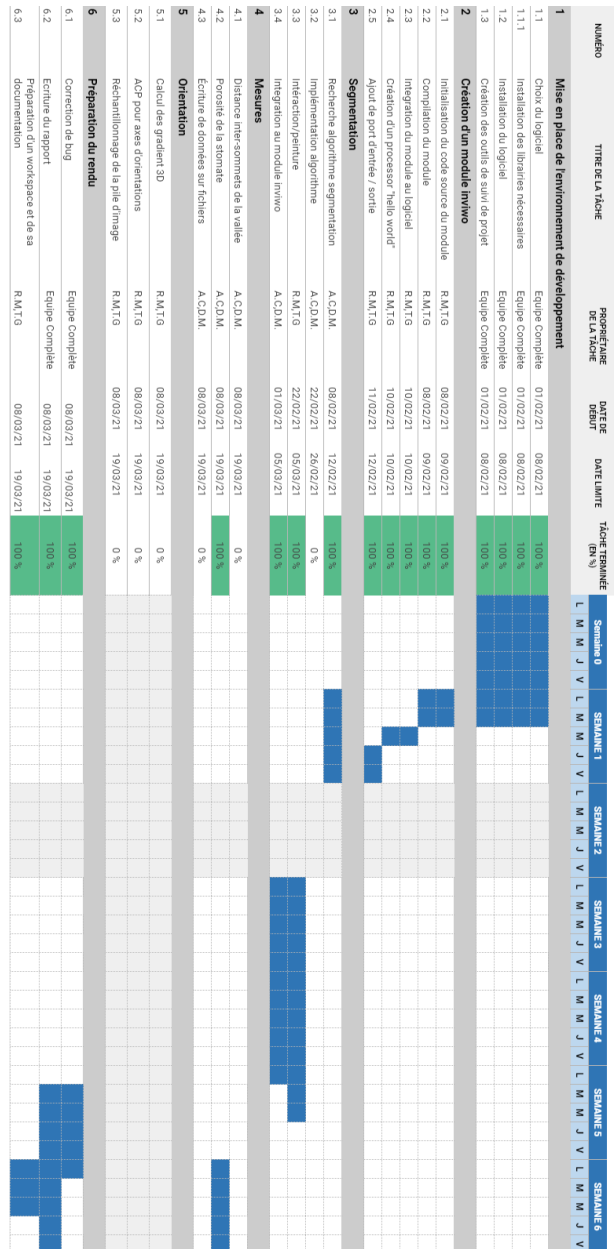 NUMÉRO TITRE DE LA TÂCHE PROPRIÉTAIRE DE LA TÂCHE DATE DE DÉBUT DATE LIMITE TÂCHE TERMINÉE (EN %) Semaine 0 SEMAINE 1 SEMAINE 2 SEMAINE 3 SEMAINE 4 SEMAINE 5 SEMAINE 6
L M M J V L M M J V L M M J V L M M J V L M M J V L M M J V L M M J V
1 Mise en place de l'environnement de développement
1.1 Choix du logiciel Equipe Complète 01/02/21 08/02/21 100 %
1.1.1 Installation des librairies nécessaires Equipe Complète 01/02/21 08/02/21 100 %
1.2 Installation du logiciel Equipe Complète 01/02/21 08/02/21 100 %
1.3 Création des outils de suivi de projet Equipe Complète 01/02/21 08/02/21 100 %
2 Création d'un module inviwo
2.1 Initialisation du code source du module R.M,T.G 08/02/21 09/02/21 100 %
2.2 Compilation du module R.M,T.G 08/02/21 09/02/21 100 %
2.3 Integration du module au logiciel R.M,T.G 10/02/21 10/02/21 100 %
2.4 Création d'un processor "hello world" R.M,T.G 10/02/21 10/02/21 100 %
2.5 Ajout de port d'entrée / sortie R.M,T.G 11/02/21 12/02/21 100 %
3 Segmentation
3.1 Recherche algorithme segmentation A.C,D.M. 08/02/21 12/02/21 100 %
3.2 Implémentation algorithme A.C,D.M. 22/02/21 26/02/21 0 %
3.3 Intéraction/peinture R.M,T.G 22/02/21 05/03/21 100 %
3.4 Integration au module inviwo A.C,D.M. 01/03/21 05/03/21 100 %
4 Mesures
4.1 Distance inter-sommets de la vallée A.C,D.M. 08/03/21 19/03/21 0 %
4.2 Porosité de la stomate A.C,D.M. 08/03/21 19/03/21 100 %
4.3 Écriture de données sur fichiers A.C,D.M. 08/03/21 19/03/21 0 %
5 Orientation
5.1 Calcul des gradient 3D R.M,T.G 08/03/21 19/03/21 0 %
5.2 ACP pour axes d'orientations R.M,T.G 08/03/21 19/03/21 0 %
5.3 Réchantillonage de la pile d'image R.M,T.G 08/03/21 19/03/21 0 %
6 Préparation du rendu
6.1 Correction de bug Equipe Complète 08/03/21 19/03/21 100 %
6.2 Ecriture du rapport Equipe Complète 08/03/21 19/03/21 100 %
6.3 Préparation d'un workspace et de sa documentation R.M,T.G 08/03/21 19/03/21 100 %